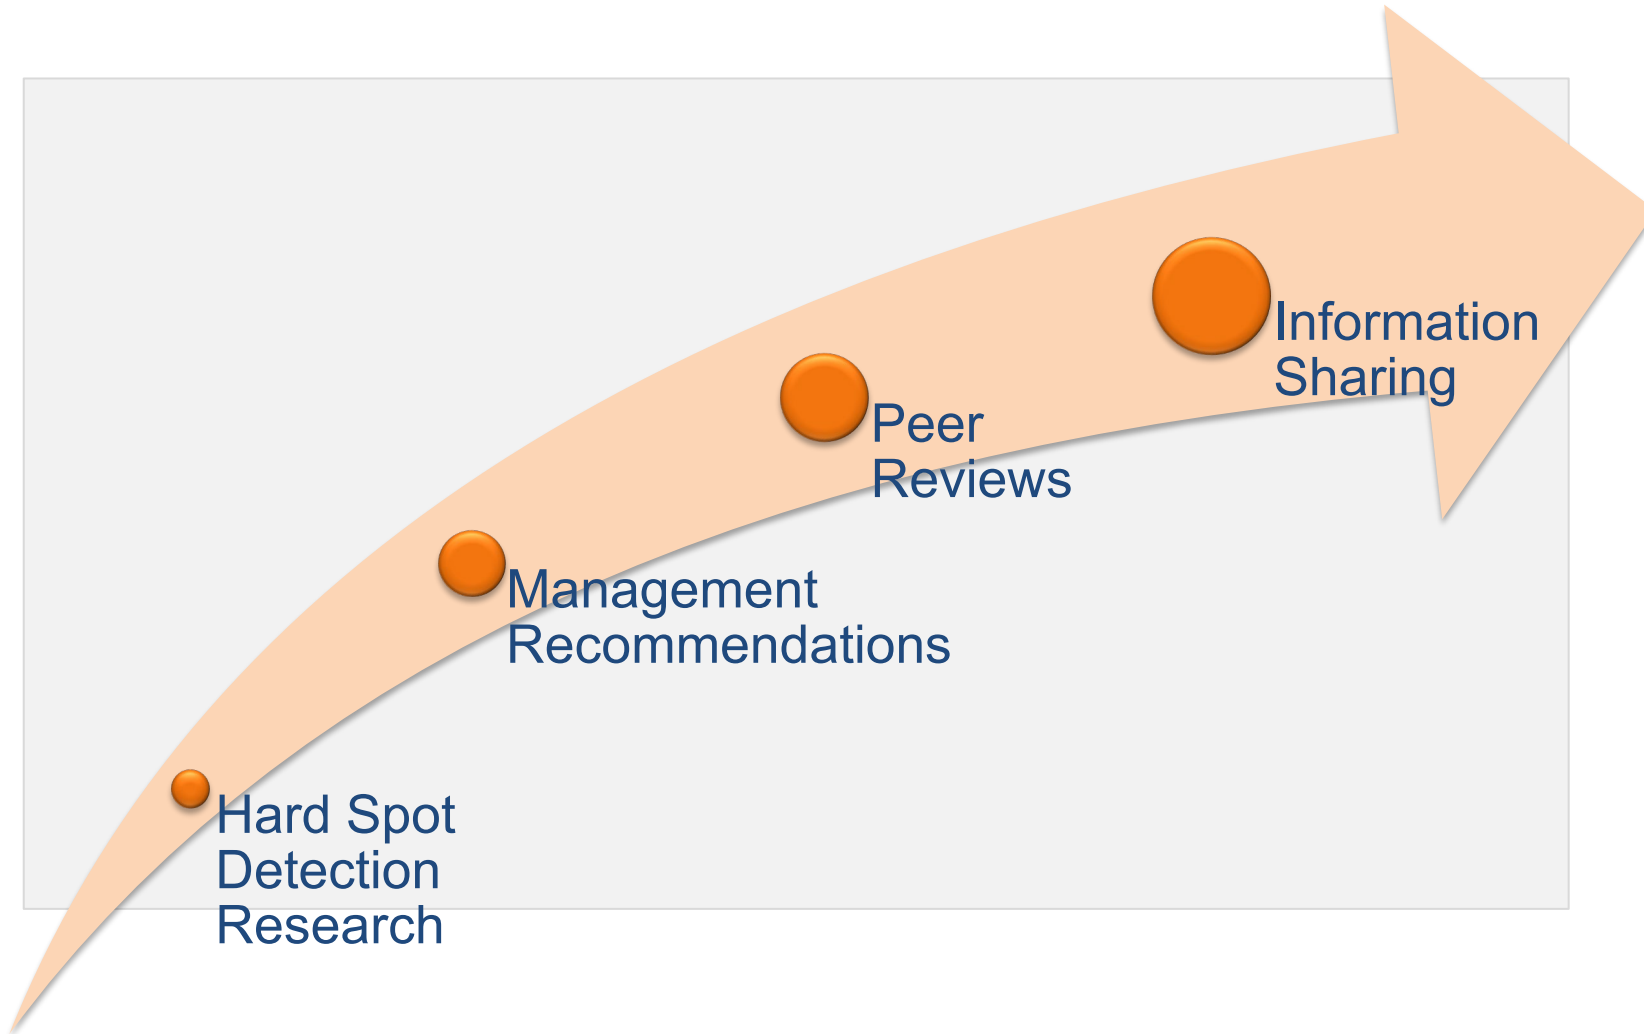 Information
Sharing
Peer
Reviews
Management
Recommendations
Hard Spot
Detection
Research